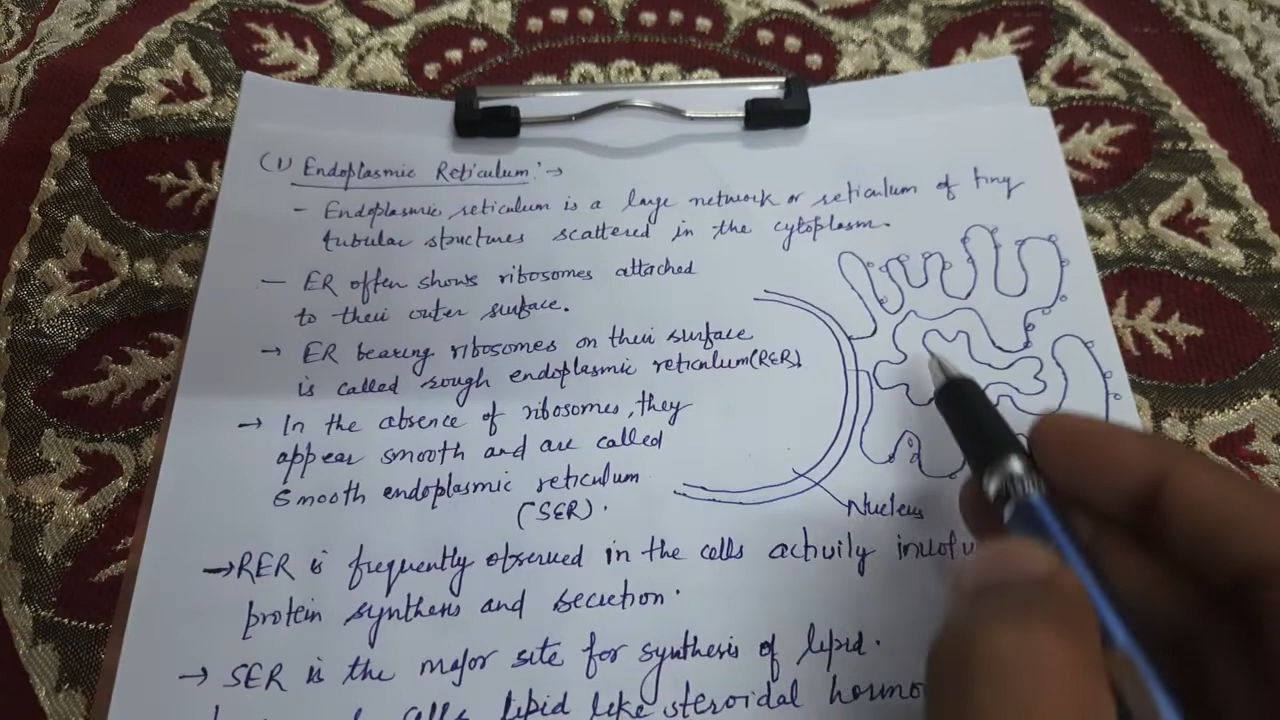 (1) Endoplasmic Reticulum:→
- Endoplasmic reticulum is a large network or reticulum of tiny
tubular structures scattered in the cytoplasm.
- ER often shows ribosomes attached
to their outer surface.
→ ER bearing ribosomes on their surface
is called rough endoplasmic reticulum (RER)
→ In the absence of ribosomes, they
appear smooth and are called
Smooth endoplasmic reticulum
(SER).
Nucleus
→ RER is frequently observed in the cells activily involv
protein synthesis and secretion.
→ SER is the major site for synthesis of lipid.
cells lipid like steroidal hormo